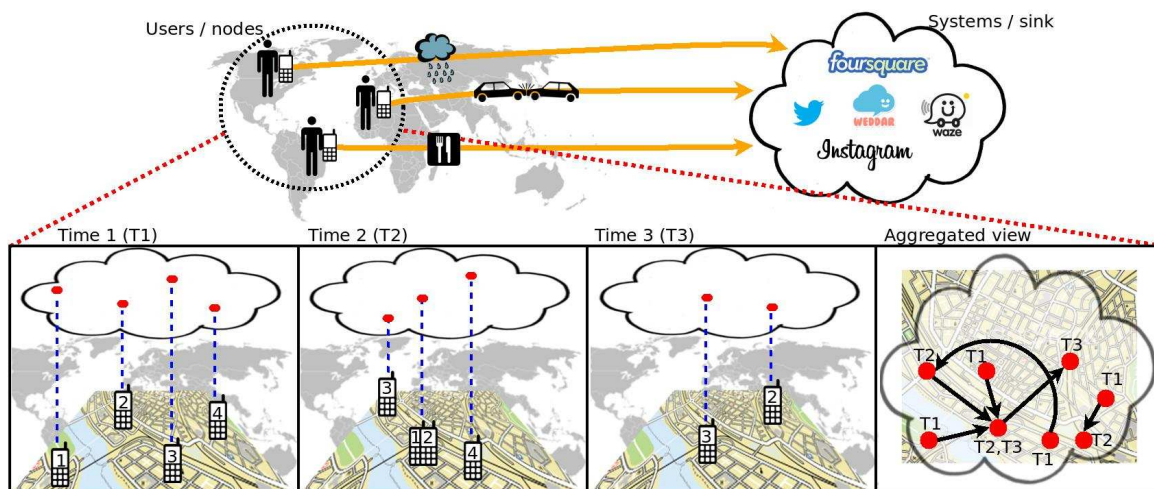 Users / nodes
Systems / sink
foursquare
WEDDAR
waze
Instagram
Time 1 (T1)
Time 2 (T2)
Time 3 (T3)
Aggregated view
1
2
3
4
3
1 2
4
3
2
T2
T1
T3
T1
T1
T2,T3
T1
T2